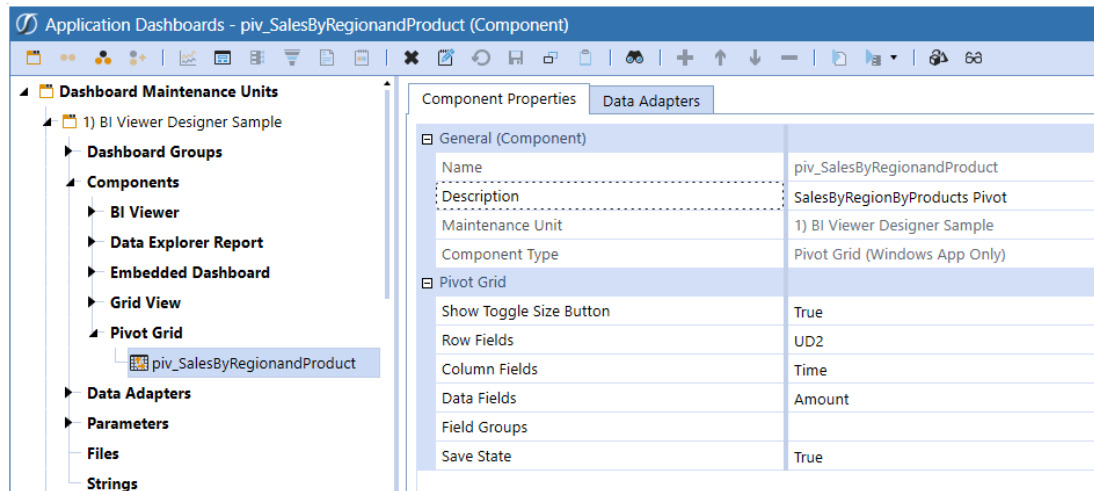 Application Dashboards - piv_SalesByRegionandProduct (Component)
Dashboard Maintenance Units
1) BI Viewer Designer Sample
Dashboard Groups
Components
BI Viewer
Data Explorer Report
Embedded Dashboard
Grid View
Pivot Grid
piv_SalesByRegionandProduct
Data Adapters
Parameters
Files
Strings
Component Properties Data Adapters
General (Component)
Name piv_SalesByRegionandProduct
Description SalesByRegionByProducts Pivot
Maintenance Unit 1) BI Viewer Designer Sample
Component Type Pivot Grid (Windows App Only)
Pivot Grid
Show Toggle Size Button True
Row Fields UD2
Column Fields Time
Data Fields Amount
Field Groups
Save State True